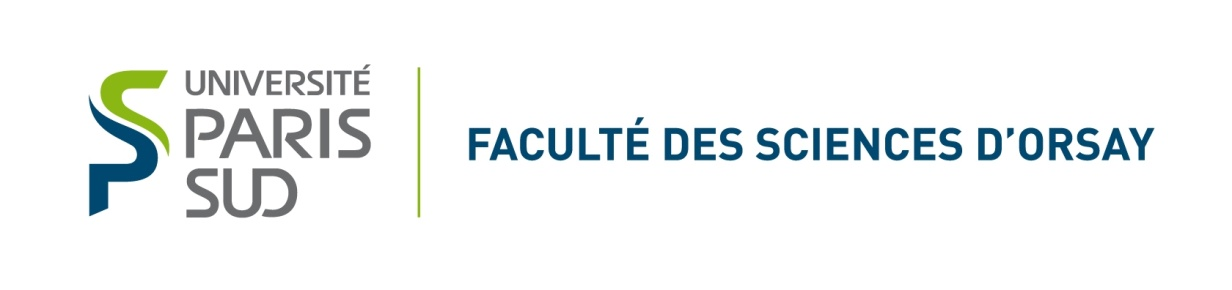 UNIVERSITÉ
PARIS
SUD
FACULTÉ DES SCIENCES D'ORSAY